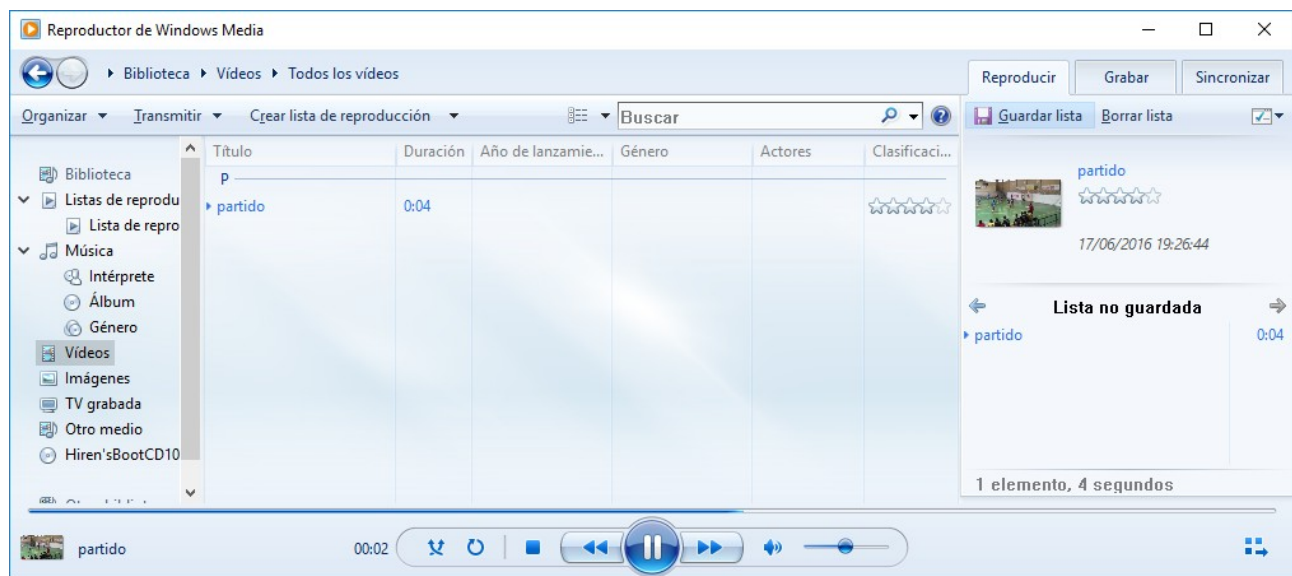 Reproductor de Windows Media
Biblioteca Vídeos Todos los vídeos
Reproducir Grabar Sincronizar
Organizar Transmitir Crear lista de reproducción Buscar
Guardar lista Borrar lista
Título Duración Año de lanzamie... Género Actores Clasificaci...
P
partido 0:04
Biblioteca
Listas de reprodu
Lista de repro
Música
Intérprete
Álbum
Género
Vídeos
Imágenes
TV grabada
Otro medio
Hiren'sBootCD10
partido
17/06/2016 19:26:44
Lista no guardada
partido 0:04
1 elemento, 4 segundos
partido 00:02